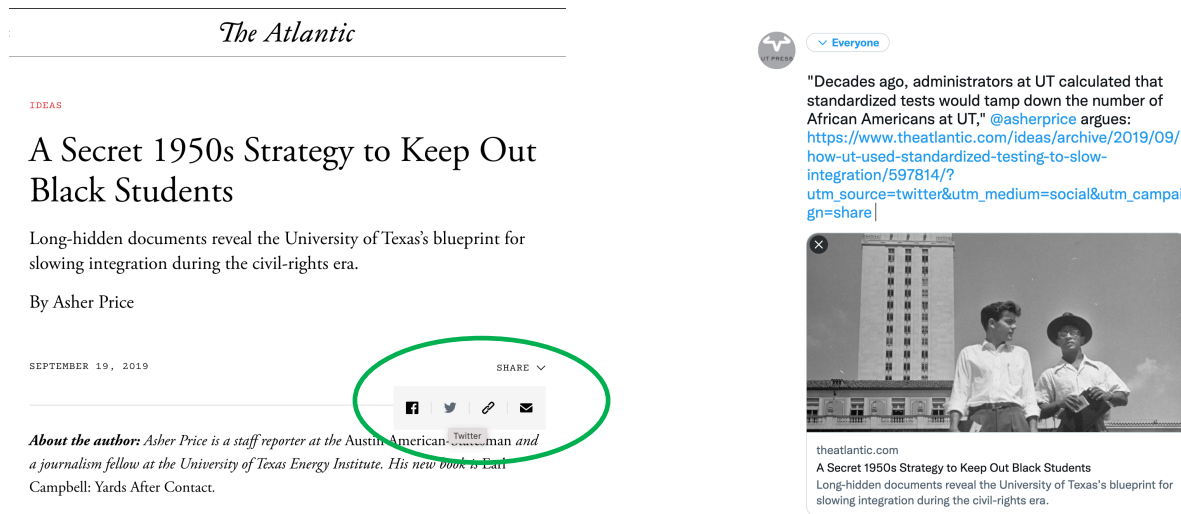 The Atlantic
IDEAS
A Secret 1950s Strategy to Keep Out
Black Students
Long-hidden documents reveal the University of Texas's blueprint for
slowing integration during the civil-rights era.
By Asher Price
SEPTEMBER 19, 2019
SHARE
Twitter
About the author: Asher Price is a staff reporter at the Austin American-Statesman and
a journalism fellow at the University of Texas Energy Institute. His new book is Earl
Campbell: Yards After Contact.
UT PRESS
Everyone
"Decades ago, administrators at UT calculated that
standardized tests would tamp down the number of
African Americans at UT," @asherprice argues:
https://www.theatlantic.com/ideas/archive/2019/09/
how-ut-used-standardized-testing-to-slow-
integration/597814/?
utm_source=twitter&utm_medium=social&utm_campai
gn=share
theatlantic.com
A Secret 1950s Strategy to Keep Out Black Students
Long-hidden documents reveal the University of Texas's blueprint for
slowing integration during the civil-rights era.